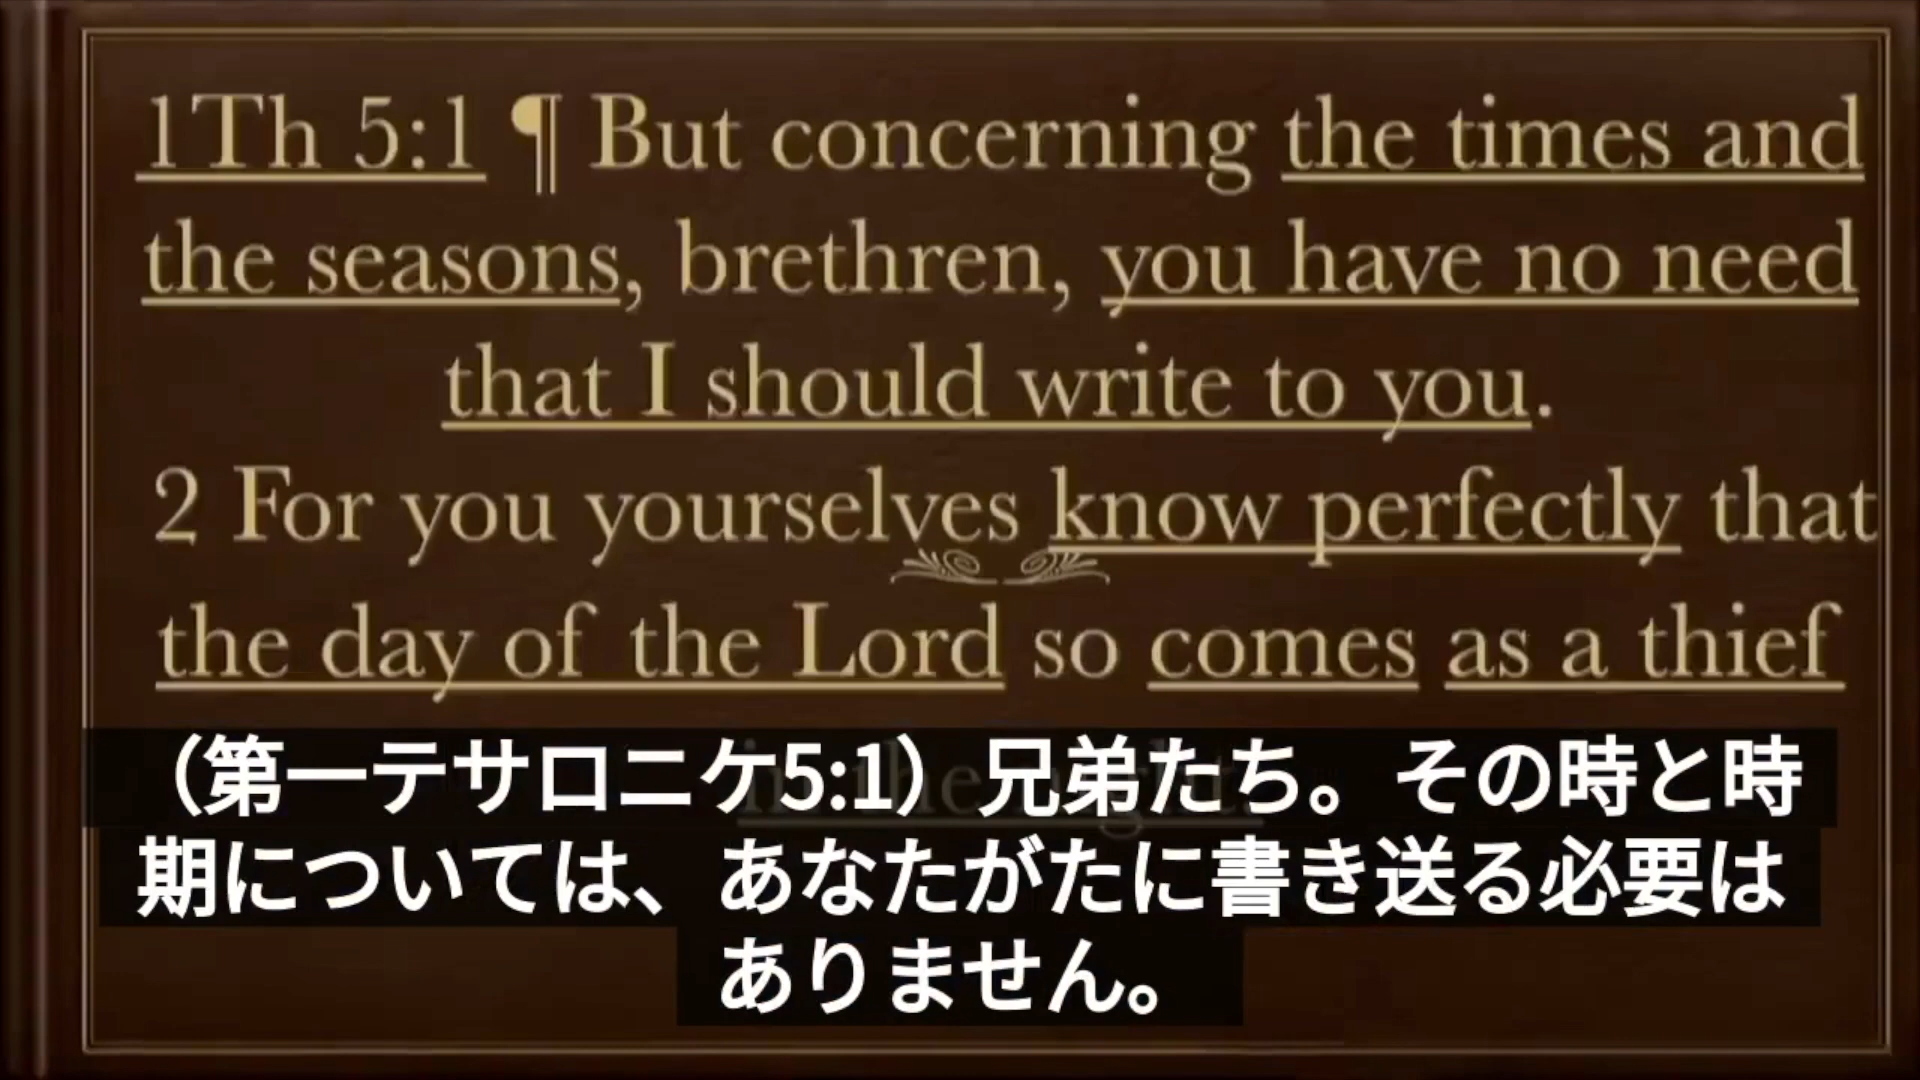 1Th 5:1 ¶ But concerning the times and
the seasons, brethren, you have no need
that I should write to you.
2 For you yourselves know perfectly that
the day of the Lord so comes as a thief
in the night.
（第一テサロニケ5:1）兄弟たち。その時と時
期については、あなたがたに書き送る必要は
ありません。